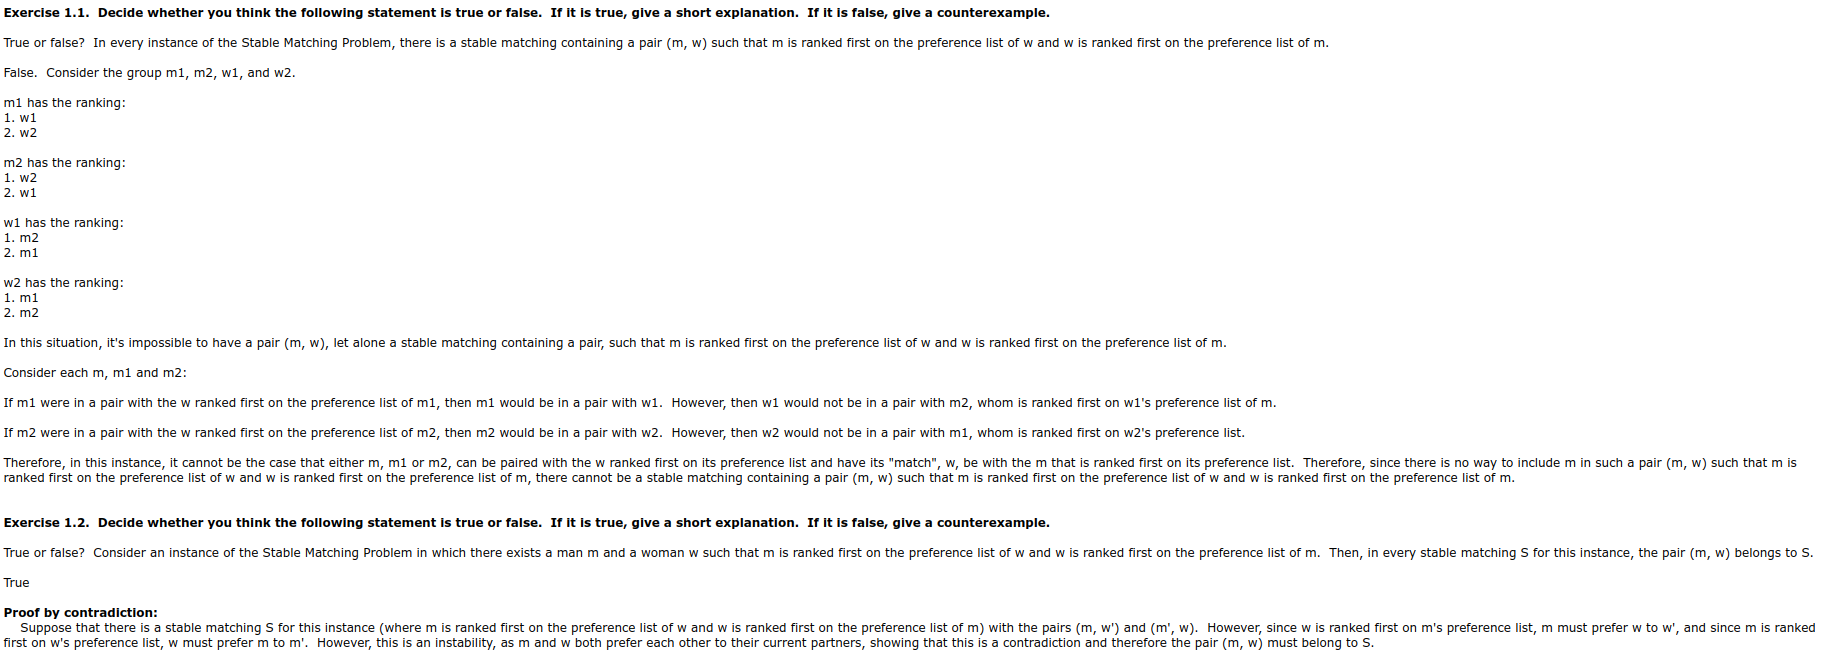 Exercise 1.1.  Decide whether you think the following statement is true or false.  If it is true, give a short explanation.  If it is false, give a counterexample.
True or false?  In every instance of the Stable Matching Problem, there is a stable matching containing a pair (m, w) such that m is ranked first on the preference list of w and w is ranked first on the preference list of m.
False.  Consider the group m1, m2, w1, and w2.
m1 has the ranking:
1. w1
2. w2
m2 has the ranking:
1. w2
2. w1
w1 has the ranking:
1. m2
2. m1
w2 has the ranking:
1. m1
2. m2
In this situation, it's impossible to have a pair (m, w), let alone a stable matching containing a pair, such that m is ranked first on the preference list of w and w is ranked first on the preference list of m.
Consider each m, m1 and m2:
If m1 were in a pair with the w ranked first on the preference list of m1, then m1 would be in a pair with w1.  However, then w1 would not be in a pair with m2, whom is ranked first on w1's preference list of m.
If m2 were in a pair with the w ranked first on the preference list of m2, then m2 would be in a pair with w2.  However, then w2 would not be in a pair with m1, whom is ranked first on w2's preference list.
Therefore, in this instance, it cannot be the case that either m, m1 or m2, can be paired with the w ranked first on its preference list and have its "match", w, be with the m that is ranked first on its preference list.  Therefore, since there is no way to include m in such a pair (m, w) such that m is
ranked first on the preference list of w and w is ranked first on the preference list of m, there cannot be a stable matching containing a pair (m, w) such that m is ranked first on the preference list of w and w is ranked first on the preference list of m.
Exercise 1.2.  Decide whether you think the following statement is true or false.  If it is true, give a short explanation.  If it is false, give a counterexample.
True or false?  Consider an instance of the Stable Matching Problem in which there exists a man m and a woman w such that m is ranked first on the preference list of w and w is ranked first on the preference list of m.  Then, in every stable matching S for this instance, the pair (m, w) belongs to S.
True
Proof by contradiction:
Suppose that there is a stable matching S for this instance (where m is ranked first on the preference list of w and w is ranked first on the preference list of m) with the pairs (m, w') and (m', w).  However, since w is ranked first on m's preference list, m must prefer w to w', and since m is ranked
first on w's preference list, w must prefer m to m'.  However, this is an instability, as m and w both prefer each other to their current partners, showing that this is a contradiction and therefore the pair (m, w) must belong to S.